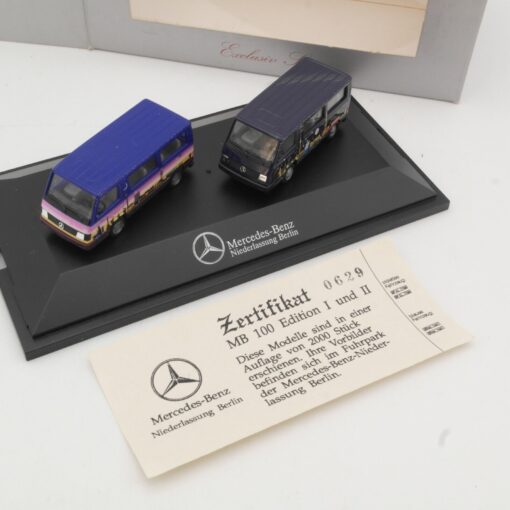 Exclusiv
Mercedes-Benz
Niederlassung Berlin
Zertifikat 0629
MB 100 Edition I und II
Diese Modelle sind in einer
Auflage von 2000 Stück
erschienen. Ihre Vorbilder
befinden sich im Fuhrpark
der Mercedes-Benz-Nieder-
lassung Berlin.
Mercedes-Benz
Niederlassung Berlin